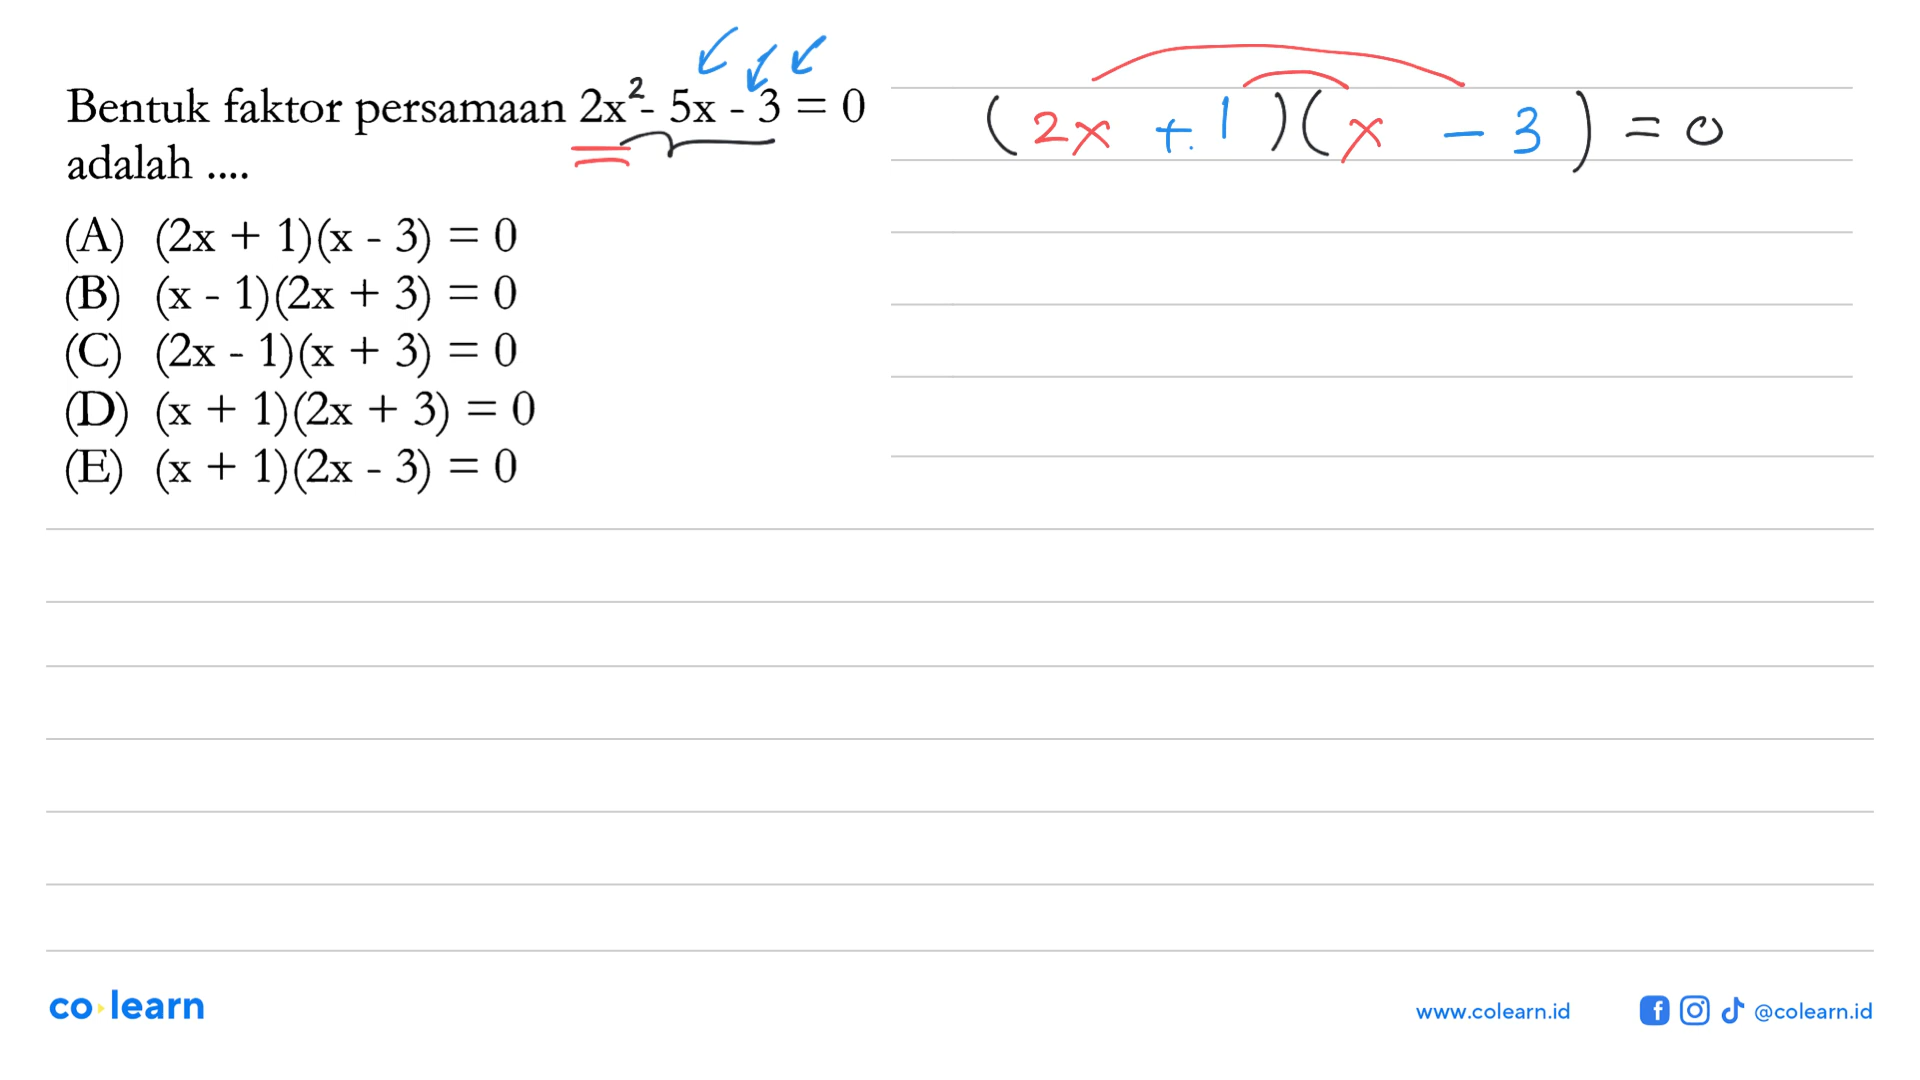 Bentuk faktor persamaan 2x²- 5x - 3 = 0
adalah ....
(A) (2x + 1)(x - 3) = 0
(B) (x - 1)(2x + 3) = 0
(C) (2x - 1)(x + 3) = 0
(D) (x + 1)(2x + 3) = 0
(E) (x + 1)(2x - 3) = 0
(2x + 1)(x - 3) = 0
co learn
www.colearn.id
@colearn.id